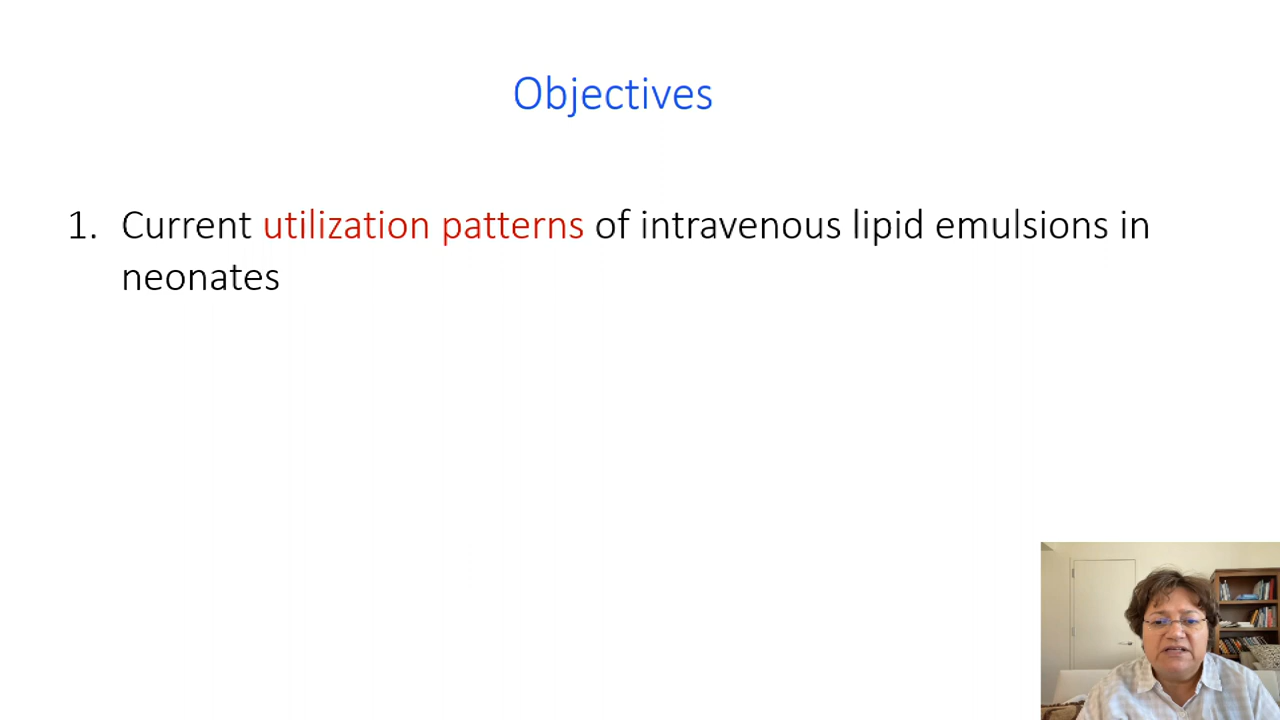 Objectives
1. Current utilization patterns of intravenous lipid emulsions in
neonates